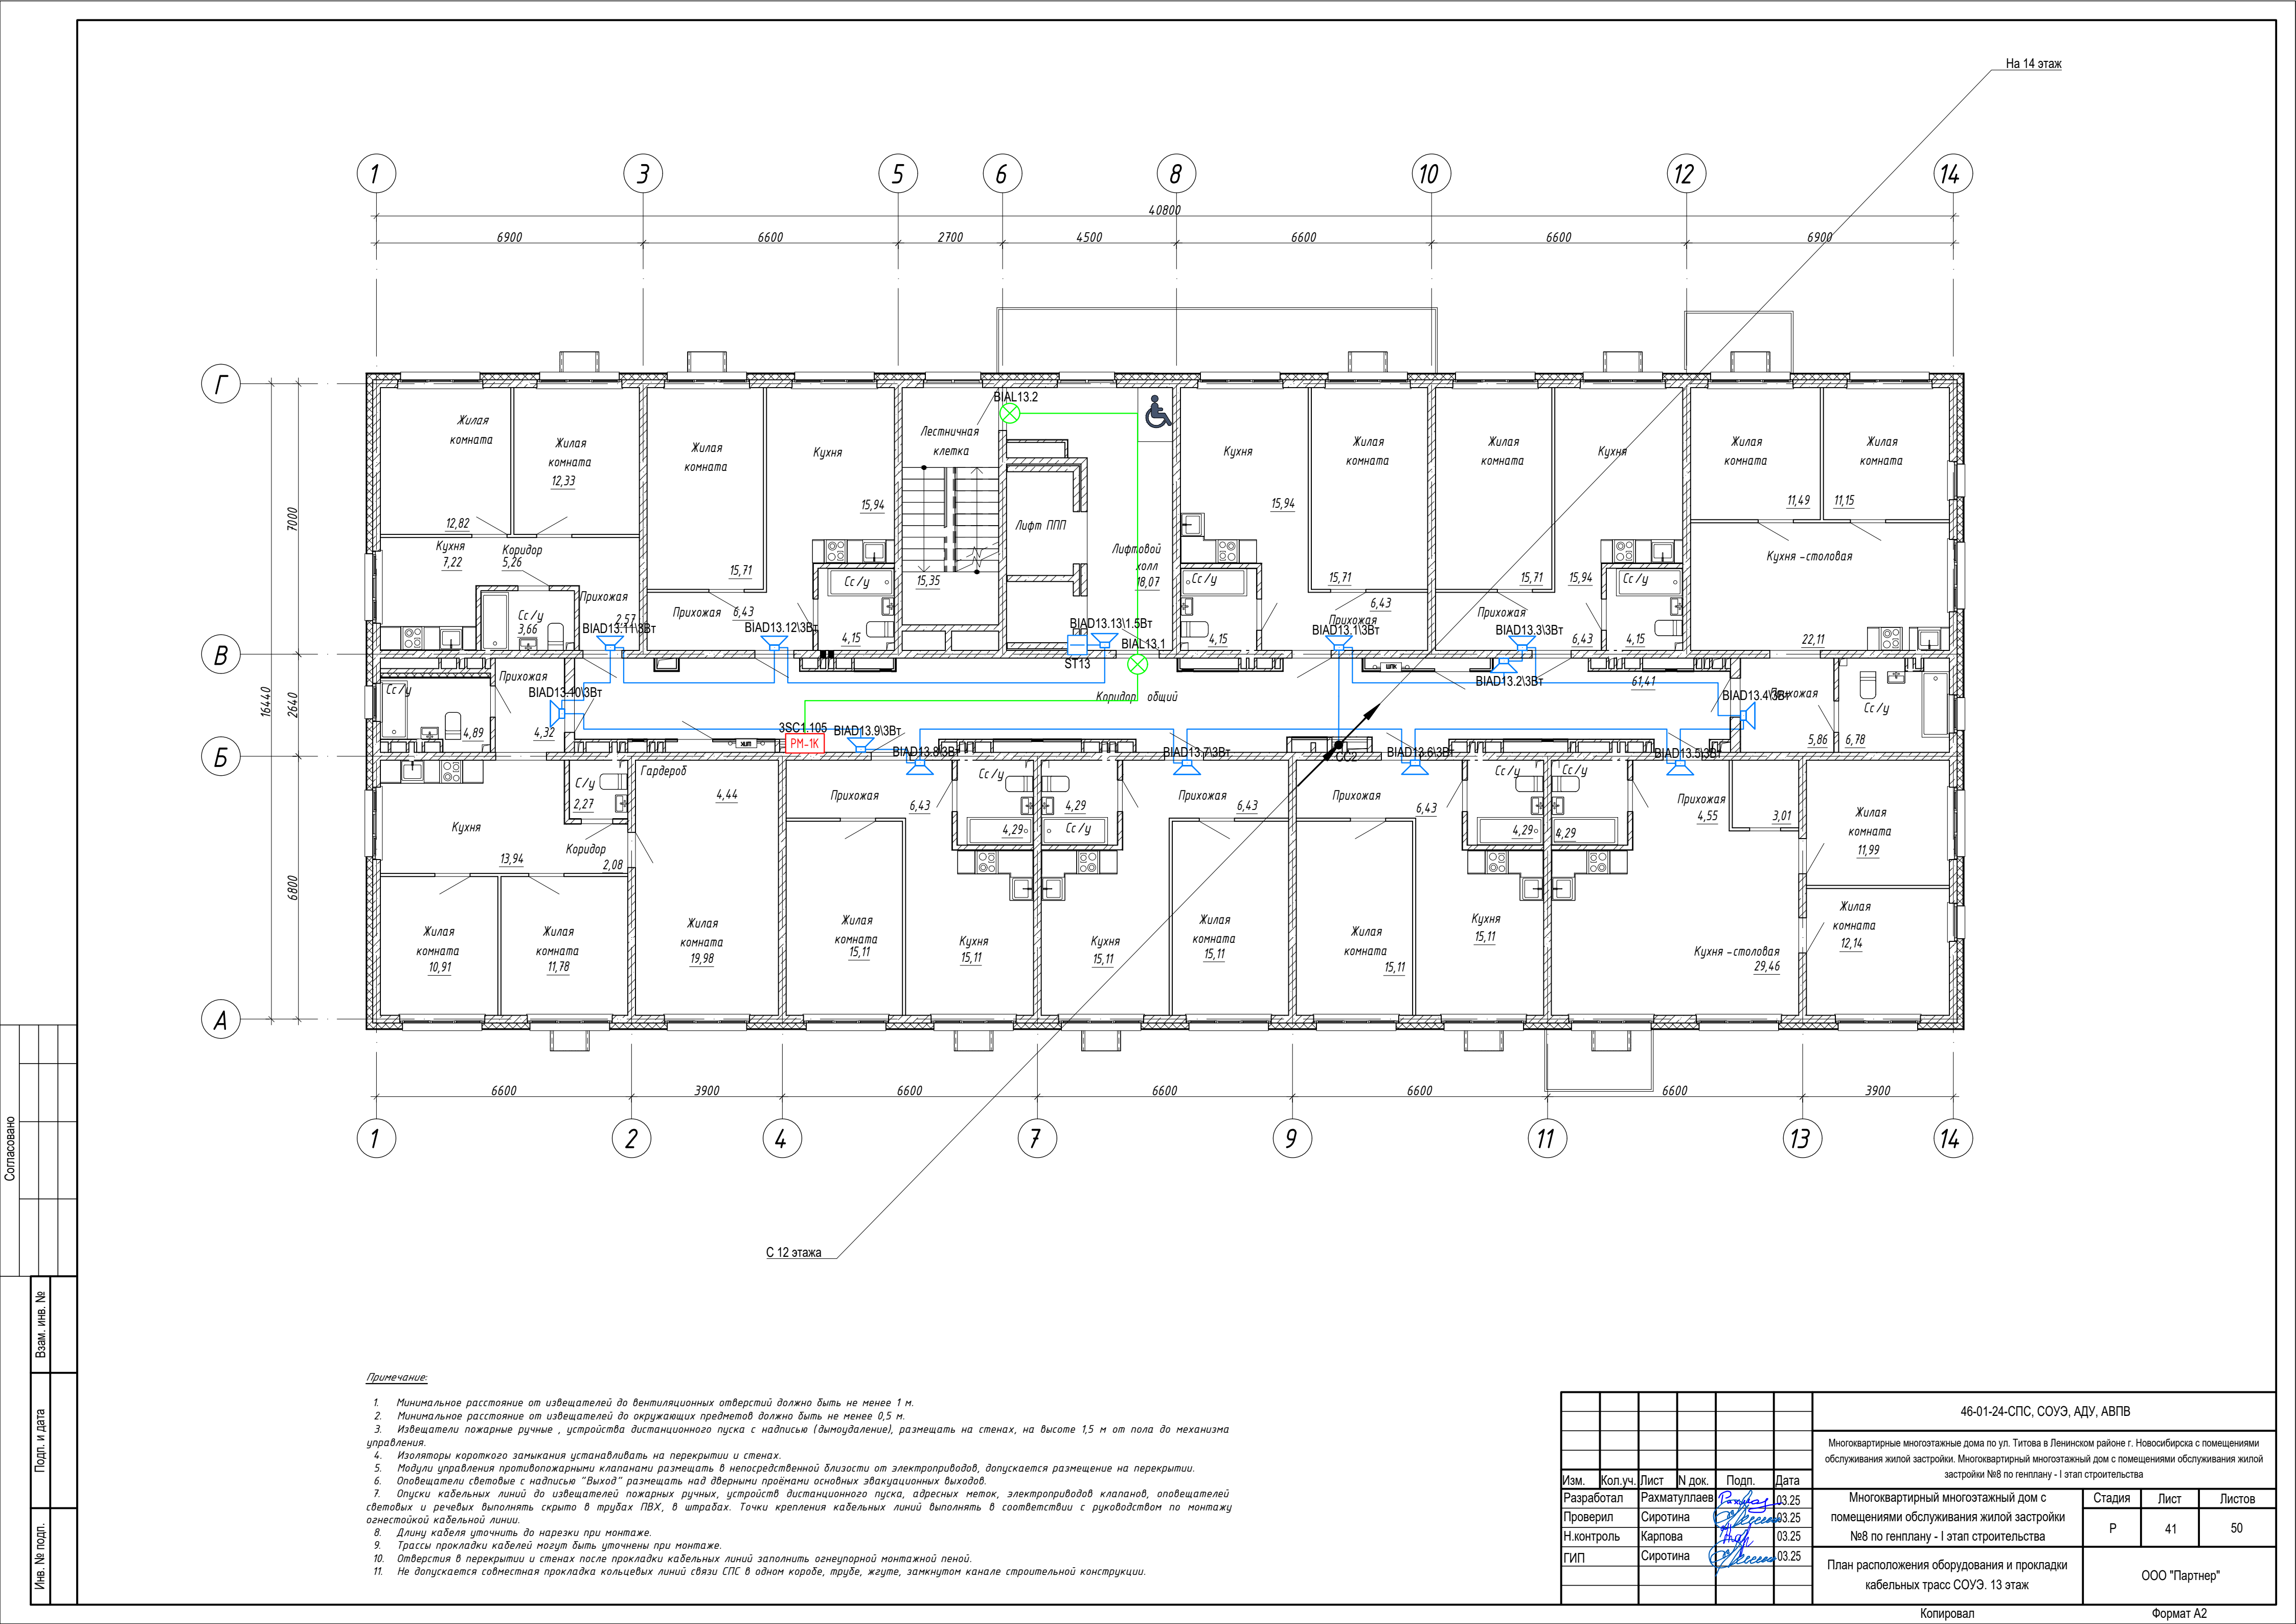 На 14 этаж
1
3
5
6
8
10
12
14
40800
6900
6600
2700
4500
6600
6600
6900
Г
В
Б
А
16440
7000
2640
6800
BIAL13.2
Жилая
комната
12,82
Жилая
комната
12,33
Жилая
комната
15,71
Кухня
15,94
Лестничная
клетка
15,35
Лифт ППП
Лифтовой
холл
18,07
Кухня
15,94
Жилая
комната
15,71
Жилая
комната
15,71
Кухня
15,94
Жилая
комната
11,49
Жилая
комната
11,15
Кухня
7,22
Коридор
5,26
Сс/у
3,66
Прихожая
2,57
Прихожая
6,43
Сс/у
4,15
Сс/у
4,15
Прихожая
6,43
Прихожая
6,43
Сс/у
4,15
Кухня-столовая
22,11
BIAD13.11\3Вт
BIAD13.12\3Вт
BIAD13.13\1.5Вт
BIAL13.1
ST13
BIAD13.1\3Вт
BIAD13.3\3Вт
BIAD13.2\3Вт
BIAD13.4\3Вт
ШПК
61,41
Сс/у
4,89
Прихожая
4,32
BIAD13.10\3Вт
Коридор общий
Прихожая
5,86
Сс/у
6,78
3SC1.105
РМ-1К
BIAD13.9\3Вт
BIAD13.8\3Вт
BIAD13.7\3Вт
CC2
BIAD13.6\3Вт
BIAD13.5\3Вт
С/у
2,27
Гардероб
4,44
Кухня
13,94
Коридор
2,08
Прихожая
6,43
Сс/у
4,29
4,29
Сс/у
Прихожая
6,43
Прихожая
6,43
Сс/у
4,29
Сс/у
4,29
Прихожая
4,55
3,01
Жилая
комната
11,99
Жилая
комната
10,91
Жилая
комната
11,78
Жилая
комната
19,98
Жилая
комната
15,11
Кухня
15,11
Кухня
15,11
Жилая
комната
15,11
Жилая
комната
15,11
Кухня
15,11
Кухня-столовая
29,46
Жилая
комната
12,14
6600
3900
6600
6600
6600
6600
3900
1
2
4
7
9
11
13
14
С 12 этажа
Примечание:
1. Минимальное расстояние от извещателей до вентиляционных отверстий должно быть не менее 1 м.
2. Минимальное расстояние от извещателей до окружающих предметов должно быть не менее 0,5 м.
3. Извещатели пожарные ручные , устройства дистанционного пуска с надписью (дымоудаление), размещать на стенах, на высоте 1,5 м от пола до механизма
управления.
4. Изоляторы короткого замыкания устанавливать на перекрытии и стенах.
5. Модули управления противопожарными клапанами размещать в непосредственной близости от электроприводов, допускается размещение на перекрытии.
6. Оповещатели световые с надписью "Выход" размещать над дверными проёмами основных эвакуационных выходов.
7. Опуски кабельных линий до извещателей пожарных ручных, устройств дистанционного пуска, адресных меток, электроприводов клапанов, оповещателей
световых и речевых выполнять скрыто в трубах ПВХ, в штрабах. Точки крепления кабельных линий выполнять в соответствии с руководством по монтажу
огнестойкой кабельной линии.
8. Длину кабеля уточнить до нарезки при монтаже.
9. Трассы прокладки кабелей могут быть уточнены при монтаже.
10. Отверстия в перекрытии и стенах после прокладки кабельных линий заполнить огнеупорной монтажной пеной.
11. Не допускается совместная прокладка кольцевых линий связи СПС в одном коробе, трубе, жгуте, замкнутом канале строительной конструкции.
46-01-24-СПС, СОУЭ, АДУ, АВПВ
Многоквартирные многоэтажные дома по ул. Титова в Ленинском районе г. Новосибирска с помещениями
обслуживания жилой застройки. Многоквартирный многоэтажный дом с помещениями обслуживания жилой
застройки №8 по генплану - I этап строительства
Изм. Кол.уч. Лист N док. Подп. Дата
Разработал Рахматуллаев 03.25
Проверил Сиротина 03.25
Н.контроль Карпова 03.25
ГИП Сиротина 03.25
Многоквартирный многоэтажный дом с
помещениями обслуживания жилой застройки
№8 по генплану - I этап строительства
Стадия Лист Листов
Р 41 50
План расположения оборудования и прокладки
кабельных трасс СОУЭ. 13 этаж
ООО "Партнер"
Копировал Формат А2
Согласовано
Взам. инв. №
Подп. и дата
Инв. № подл.